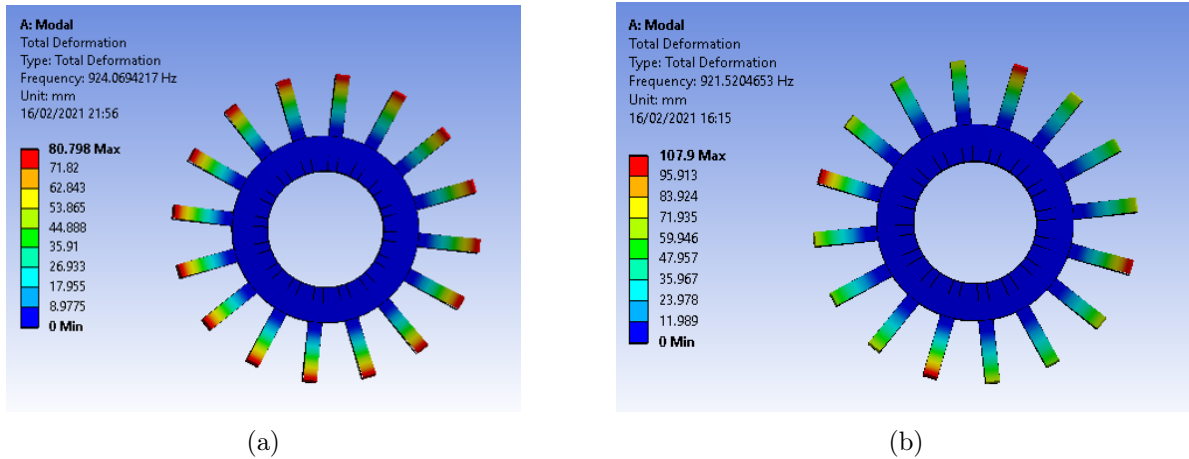 A: Modal
Total Deformation
Type: Total Deformation
Frequency: 924.0694217 Hz
Unit: mm
16/02/2021 21:56
80.798 Max
71.82
62.843
53.865
44.888
35.91
26.933
17.955
8.9775
0 Min
(a)
A: Modal
Total Deformation
Type: Total Deformation
Frequency: 921.5204653 Hz
Unit: mm
16/02/2021 16:15
107.9 Max
95.913
83.924
71.935
59.946
47.957
35.967
23.978
11.989
0 Min
(b)